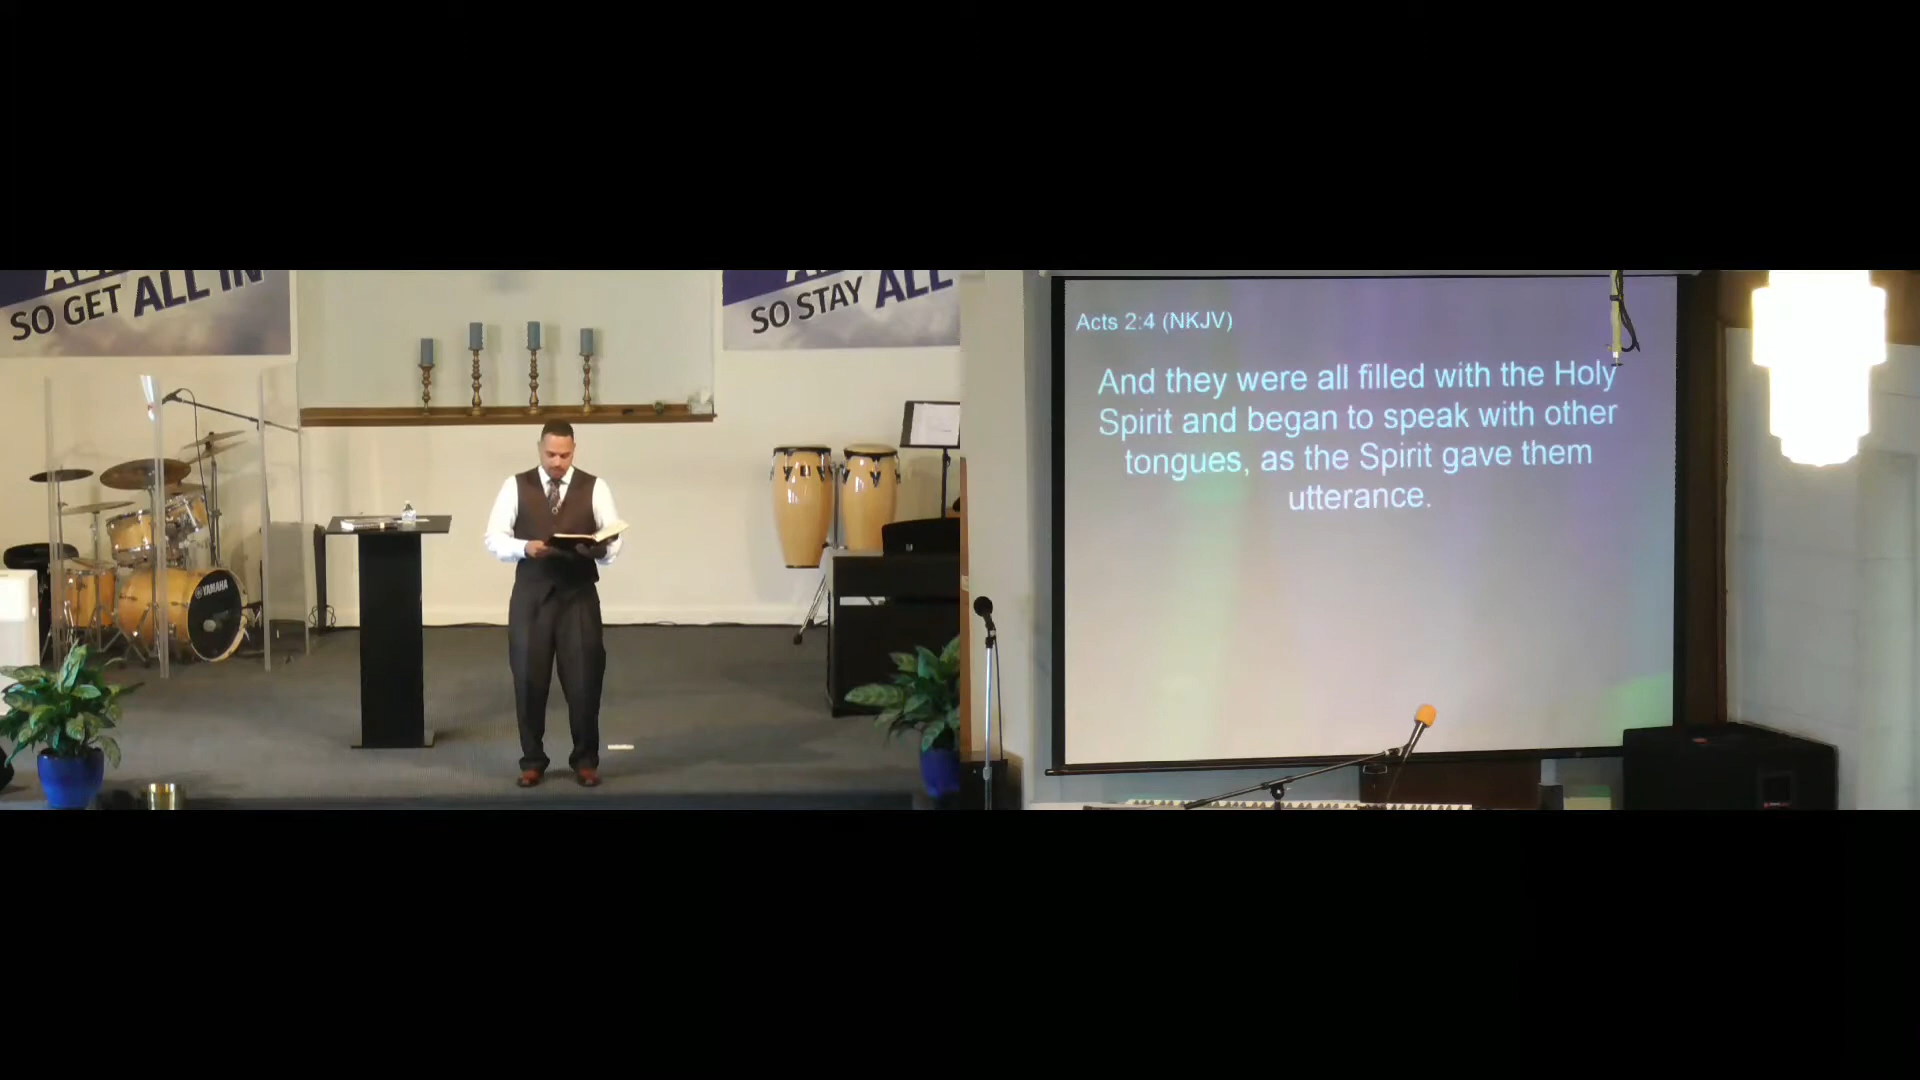 SO GET ALL IN
SO STAY ALL
YAMAHA
Acts 2:4 (NKJV)
And they were all filled with the Holy
Spirit and began to speak with other
tongues, as the Spirit gave them
utterance.